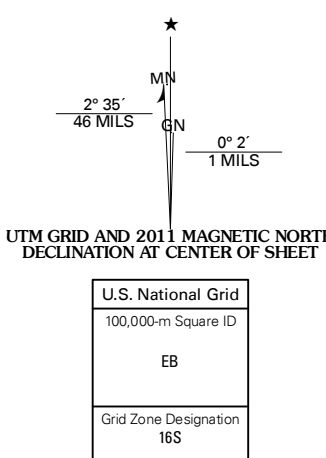 ★
MN
2° 35´
46 MILS
GN
0° 2´
1 MILS
UTM GRID AND 2011 MAGNETIC NORTH
DECLINATION AT CENTER OF SHEET
U.S. National Grid
100,000-m Square ID
EB
Grid Zone Designation
16S